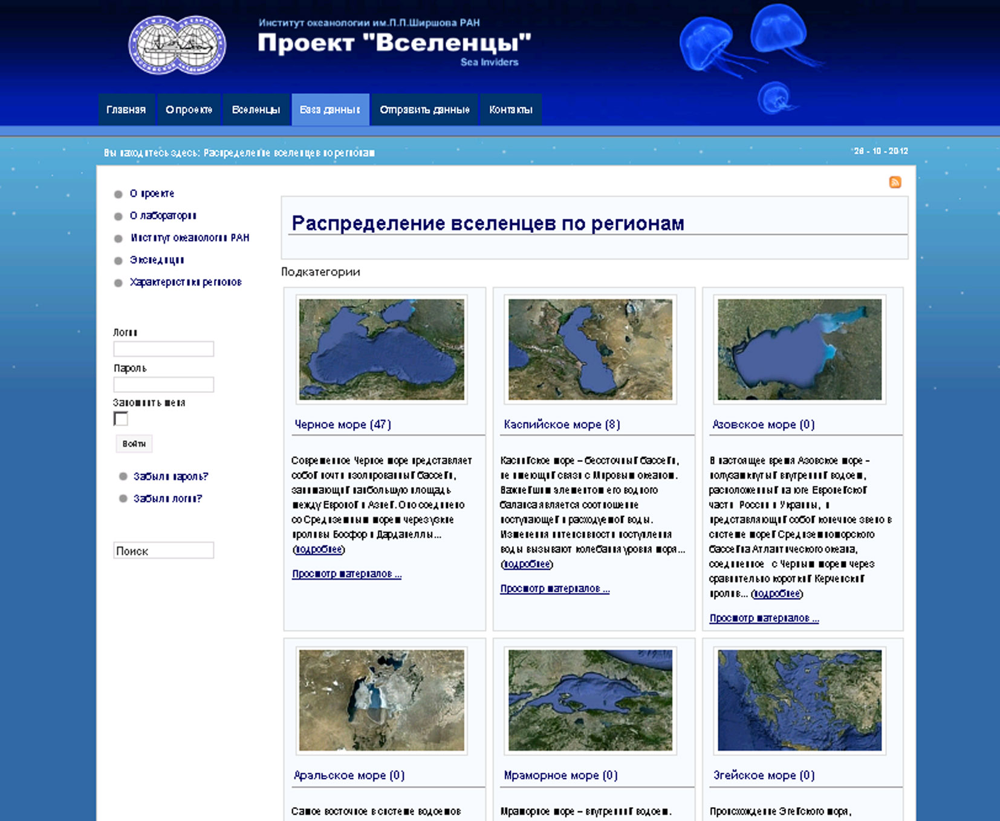 Институт океанологии им.П.П.Ширшова РАН
Проект "Вселенцы"
Sea Inviders
Главная О проекте Вселенцы База данных Отправить данные Контакты
Вы находитесь здесь: Распределение вселенцев по регионам
26 - 10 - 2012
О проекте
О лаборатории
Институт океанологии РАН
Экспедиции
Характеристики регионов
Логин
Пароль
Запомнить меня
Войти
Забыли пароль?
Забыли логин?
Поиск
Распределение вселенцев по регионам
Подкатегории
Черное море (47)
Современное Черное море представляет
собой почти изолированный бассейн,
занимающий наибольшую площадь
между Европой и Азией. Оно соединено
со Средиземным морем через узкие
проливы Босфор и Дарданеллы...
(подробнее)
Просмотр материалов ...
Каспийское море (8)
Каспийское море – бессточный бассейн,
не имеющий связи с Мировым океаном.
Важнейшим элементом его водного
баланса является соотношение
поступающей и расходуемой воды.
Изменения интенсивности поступления
воды вызывают колебания уровня моря...
(подробнее)
Просмотр материалов ...
Азовское море (0)
В настоящее время Азовское море –
полузамкнутый внутренний водоем,
расположенный на юге Европейской
части России и Украины, и
представляющий собой конечное звено в
системе морей Средиземноморского
бассейна Атлантического океана,
соединенное с Черным морем через
сравнительно короткий Керченский
пролив... (подробнее)
Просмотр материалов ...
Аральское море (0)
Самое восточное в системе водоемов
Мраморное море (0)
Мраморное море – внутренний водоем.
Эгейское море (0)
Происхождение Эгейского моря,